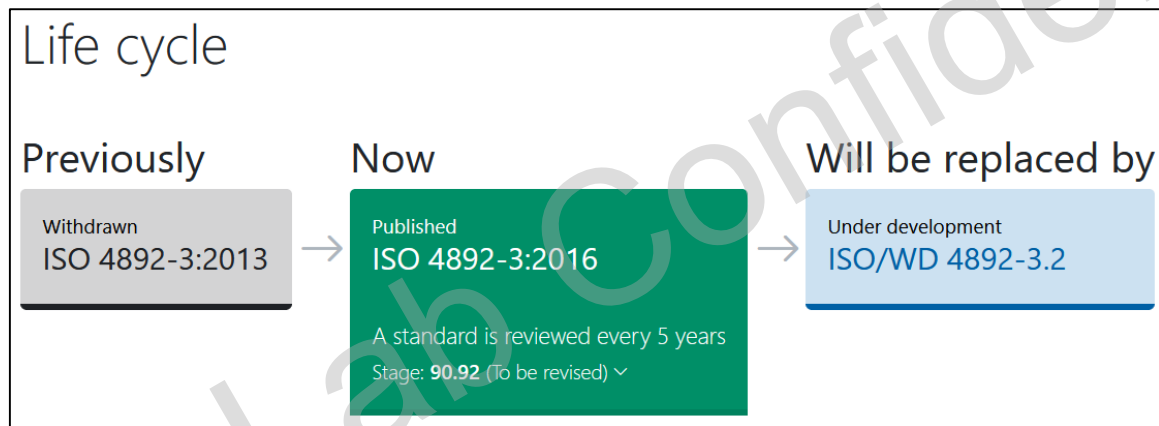 Life cycle
Previously
Withdrawn
ISO 4892-3:2013
Now
Published
ISO 4892-3:2016
A standard is reviewed every 5 years
Stage: 90.92 (To be revised)
Will be replaced by
Under development
ISO/WD 4892-3.2
Lab